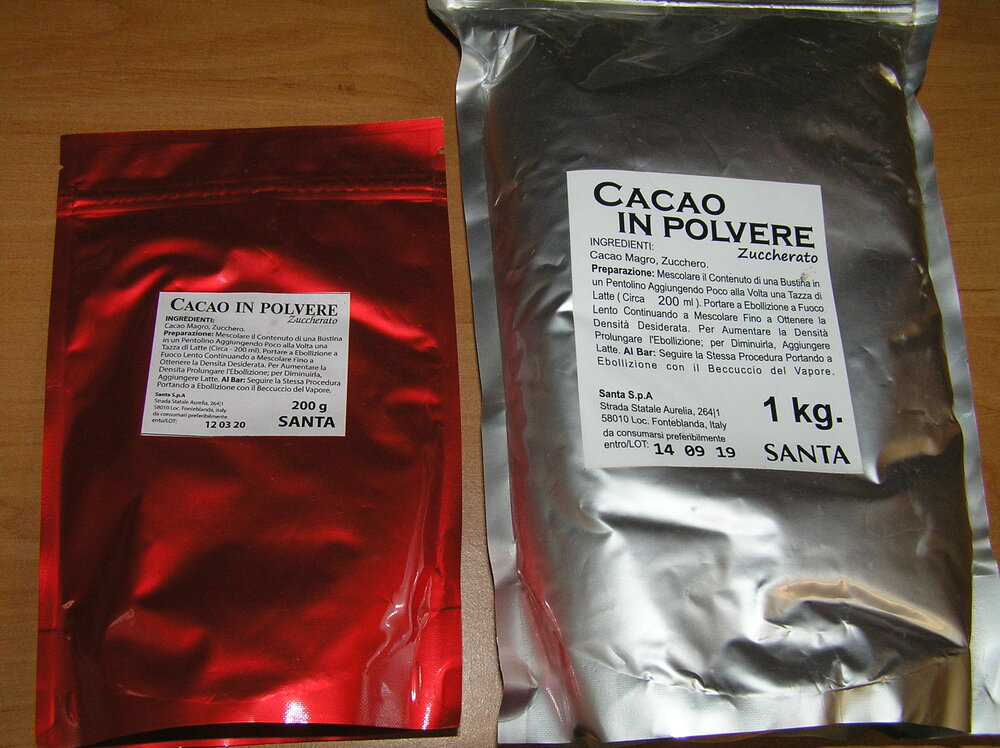 CACAO IN POLVERE
Zuccherato
INGREDIENTI:
Cacao Magro, Zucchero.
Preparazione: Mescolare il Contenuto di una Bustina
in un Pentolino Aggiungendo Poco alla Volta una
Tazza di Latte (Circa - 200 ml). Portare a Ebollizione a
Fuoco Lento Continuando a Mescolare Fino a
Ottenere la Densita Desiderata. Per Aumentare la
Densita Prolungare l'Ebollizione; per Diminuirla,
Aggiungere Latte. Al Bar: Seguire la Stessa Procedura
Portando a Ebollizione con il Beccuccio del Vapore.
Santa S.p.A
Strada Statale Aurelia, 264|1
58010 Loc. Fonteblanda, italy
da consumari preferibilmente
ento/LOT: 12 03 20
200 g
SANTA
CACAO
IN POLVERE
Zuccherato
INGREDIENTI:
Cacao Magro, Zucchero.
Preparazione: Mescolare il Contenuto di una Bustina in
un Pentolino Aggiungendo Poco alla Volta una Tazza di
Latte ( Circa 200 ml ). Portare a Ebollizione a Fuoco
Lento Continuando a Mescolare Fino a Ottenere la
Densità Desiderata. Per Aumentare la Densità
Prolungare l'Ebollizione; per Diminuirla, Aggiungere
Latte. Al Bar: Seguire la Stessa Procedura Portando a
Ebollizione con il Beccuccio del Vapore.
Santa S.p.A
Strada Statale Aurelia, 264|1
58010 Loc. Fonteblanda, Italy
da consumarsi preferibilmente
entro/LOT: 14 09 19
1 kg.
SANTA